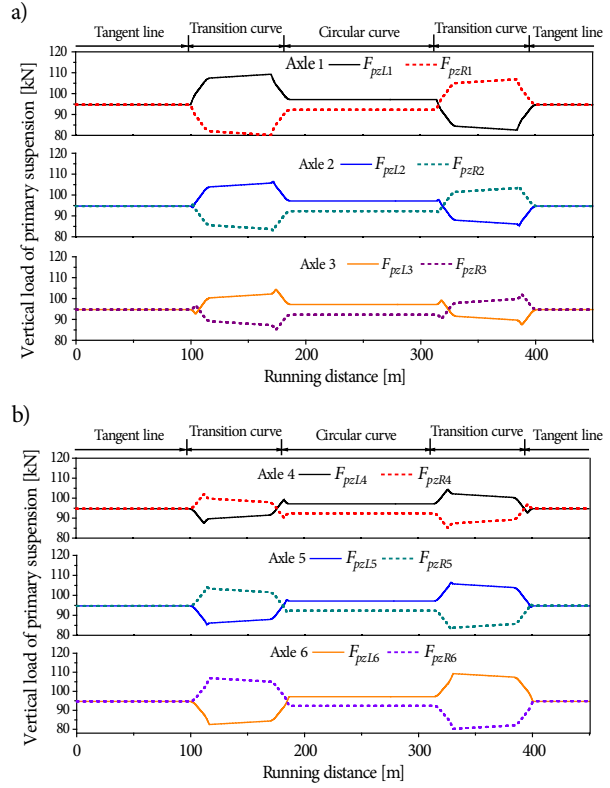 a)
Tangent line Transition curve Circular curve Transition curve Tangent line
Vertical load of primary suspension [kN]
120
110
100
90
80
Axle 1 F_pzL1 F_pzR1
110
100
90
80
Axle 2 F_pzL2 F_pzR2
110
100
90
80
Axle 3 F_pzL3 F_pzR3
0 100 200 300 400
Running distance [m]
b)
Tangent line Transition curve Circular curve Transition curve Tangent line
Vertical load of primary suspension [kN]
120
110
100
90
80
Axle 4 F_pzL4 F_pzR4
110
100
90
80
Axle 5 F_pzL5 F_pzR5
110
100
90
80
Axle 6 F_pzL6 F_pzR6
0 100 200 300 400
Running distance [m]